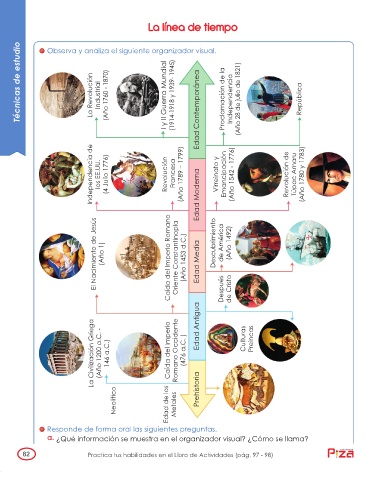 La línea de tiempo
Técnicas de estudio
Observa y analiza el siguiente organizador visual.
La Revolución
Industrial
(Año 1760 - 1870)
I y II Guerra Mundial
(1914-1918 y 1939- 1945)
Edad Contemporánea
Proclamación de la
Independencia
(Año 28 de julio de 1821)
República
Independencia de
los EE.UU.
(4 Julio 1776)
Revolución
Francesa
(Año 1789 - 1799)
Edad Moderna
Virreinato y
Emancipación
(Año 1542 -1776)
Revolución de
Túpac Amaru
(Año 1780 y 1783)
El Nacimiento de Jesús
(Año 1)
Caída del Imperio Romano
Oriente Constantinopla
(Año 1453 d.C.)
Edad Media
Descubrimiento
de América
(Año 1492)
Después
de Cristo
La Civilización Griega
(Año 1200 a.C. -
146 a.C.)
Caída del Imperio
Romano Occidente
(476 a.C. )
Edad Antigua
Culturas
Preincas
Neolítico
Edad de los
Metales
Prehistoria
Responde de forma oral las siguientes preguntas.
a. ¿Qué información se muestra en el organizador visual? ¿Cómo se llama?
62
Practica tus habilidades en el Libro de Actividades (pág. 97 - 98)